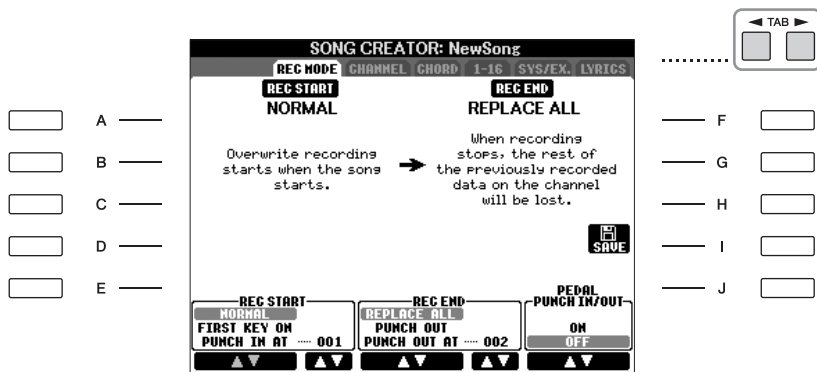 ◄ TAB ►
SONG CREATOR: NewSong
REC MODE CHANNEL CHORD 1-16 SYS/EX. LYRICS
REC START
NORMAL
Overwrite recording
starts when the song
starts.
REC END
REPLACE ALL
When recording
stops, the rest of
the previously recorded
data on the channel
will be lost.
A
B
C
D
E
F
G
H
I
J
SAVE
REC START
NORMAL
FIRST KEY ON
PUNCH IN AT ···· 001
REC END
REPLACE ALL
PUNCH OUT
PUNCH OUT AT ···· 002
PEDAL
PUNCH IN/OUT
ON
OFF